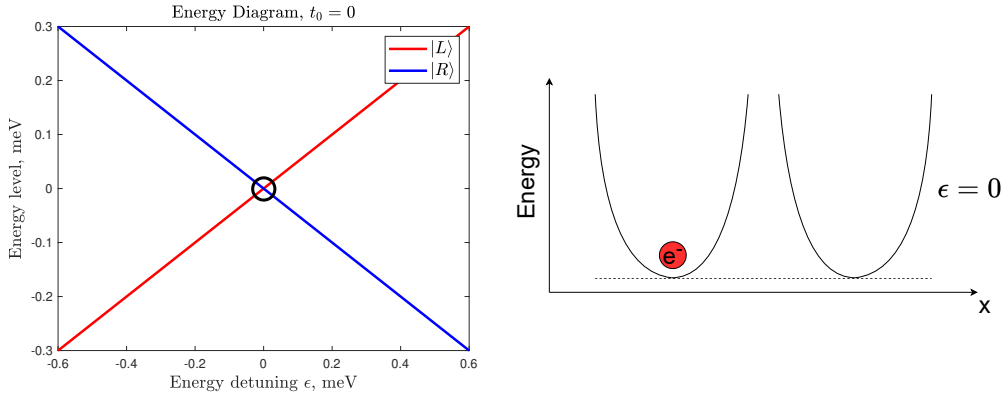 Energy Diagram, t₀ = 0
|L⟩
|R⟩
0.3
0.2
0.1
0
-0.1
-0.2
-0.3
-0.6
-0.4
-0.2
0
0.2
0.4
0.6
Energy level, meV
Energy detuning ϵ, meV
Energy
e⁻
ϵ = 0
x